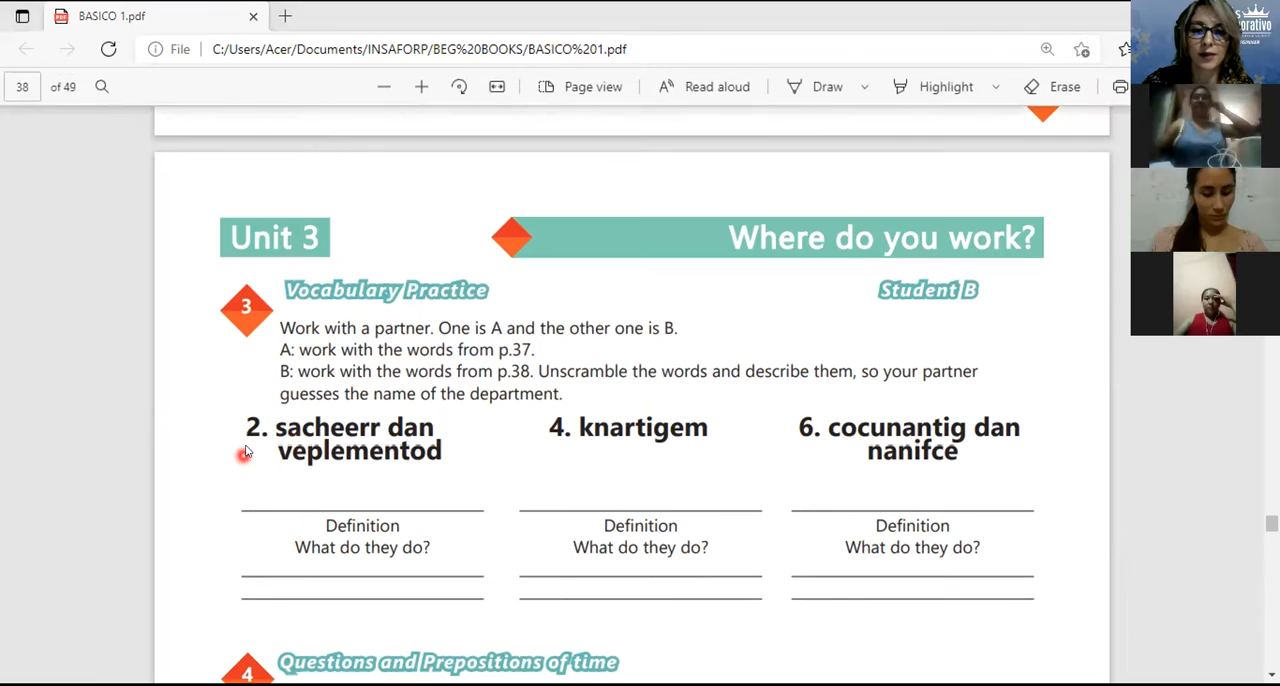 BASICO 1.pdf
File
C:/Users/Acer/Documents/INSAFORP/BEG%20BOOKS/BASICO%201.pdf
38 of 49
Page view
Read aloud
Draw
Highlight
Erase
Unit 3
Where do you work?
3
Vocabulary Practice
Student B
Work with a partner. One is A and the other one is B.
A: work with the words from p.37.
B: work with the words from p.38. Unscramble the words and describe them, so your partner
guesses the name of the department.
2. sacheerr dan
veplementod
4. knartigem
6. cocunantig dan
nanifce
Definition
What do they do?
Definition
What do they do?
Definition
What do they do?
4
Questions and Prepositions of time